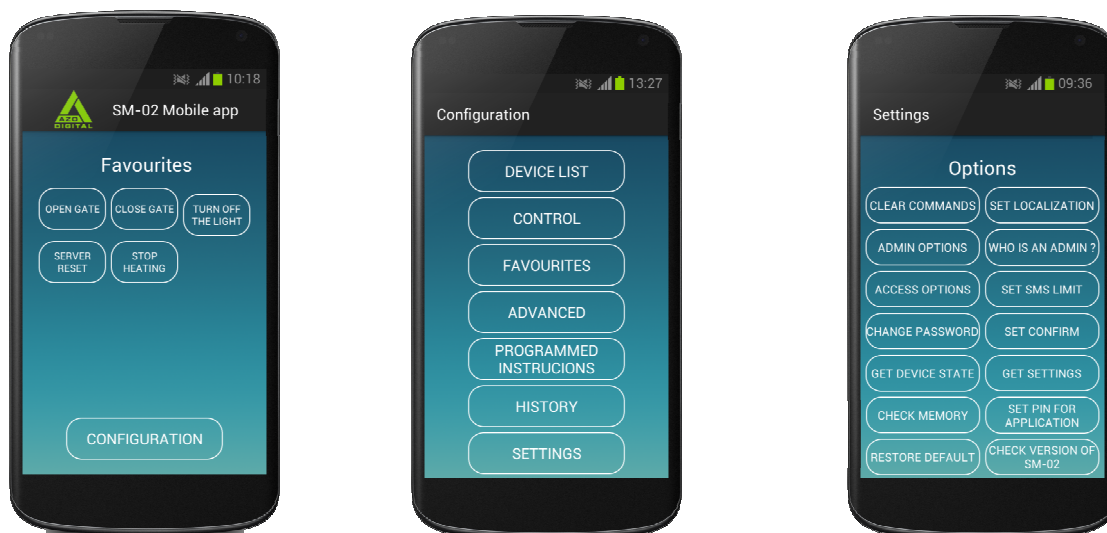 10:18
AZO
DIGITAL
SM-02 Mobile app
Favourites
OPEN GATE
CLOSE GATE
TURN OFF
THE LIGHT
SERVER
RESET
STOP
HEATING
CONFIGURATION
13:27
Configuration
DEVICE LIST
CONTROL
FAVOURITES
ADVANCED
PROGRAMMED
INSTRUCIONS
HISTORY
SETTINGS
09:36
Settings
Options
CLEAR COMMANDS
SET LOCALIZATION
ADMIN OPTIONS
WHO IS AN ADMIN ?
ACCESS OPTIONS
SET SMS LIMIT
CHANGE PASSWORD
SET CONFIRM
GET DEVICE STATE
GET SETTINGS
CHECK MEMORY
SET PIN FOR
APPLICATION
RESTORE DEFAULT
CHECK VERSION OF
SM-02